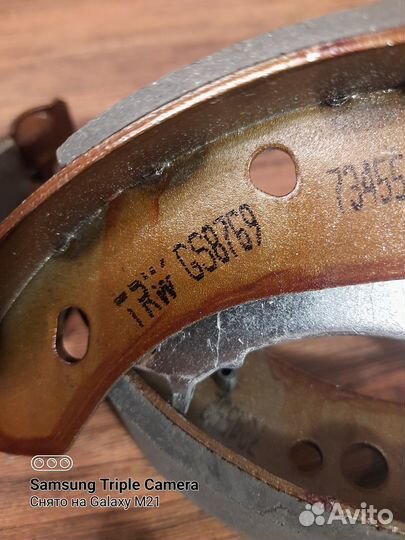 TRW GS8769
73455
Samsung Triple Camera
Снято на Galaxy M21
Avito